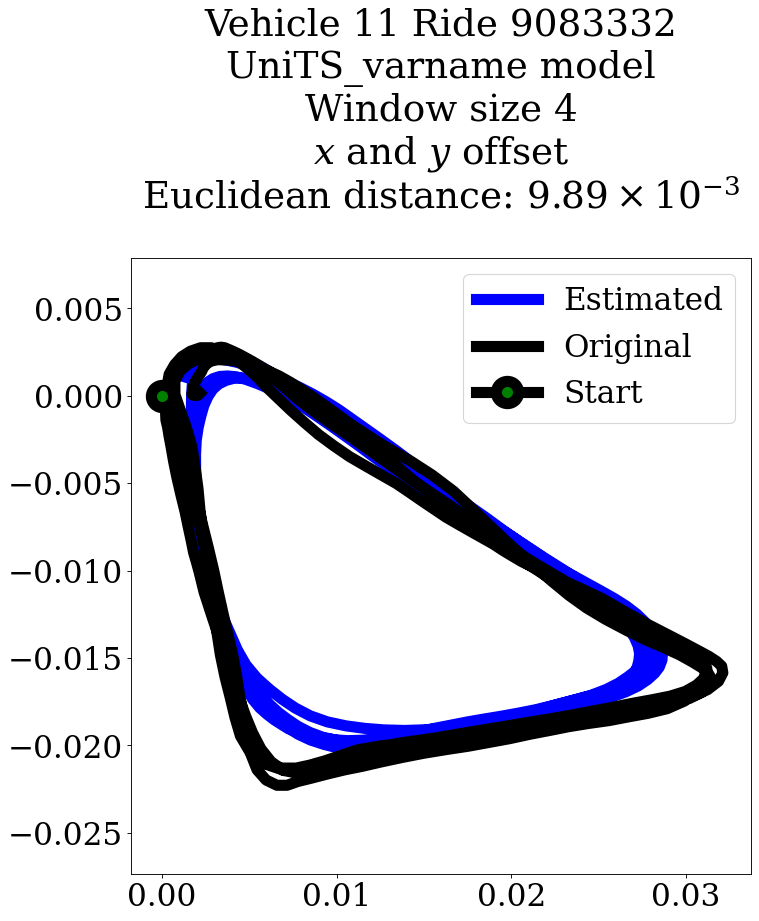 Vehicle 11 Ride 9083332
UniTS_varname model
Window size 4
x and y offset
Euclidean distance: 9.89 × 10⁻³
Estimated
Original
Start
0.005
0.000
−0.005
−0.010
−0.015
−0.020
−0.025
0.00 0.01 0.02 0.03